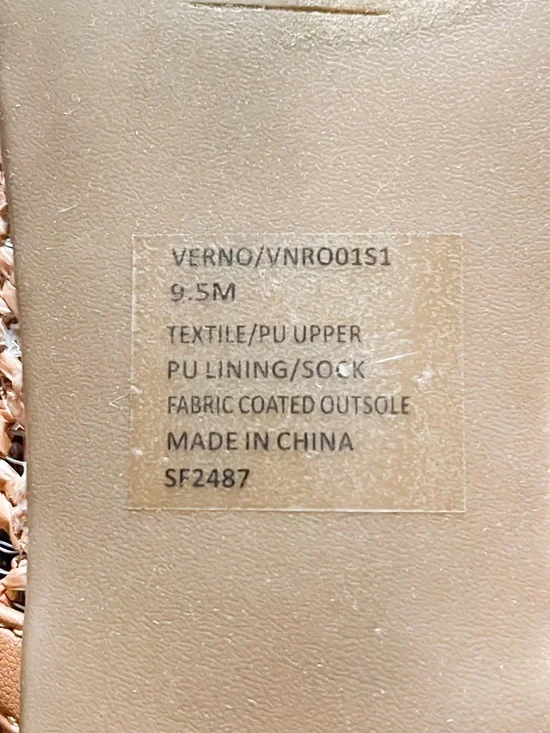 VERNO/VNRO01S1
9.5M
TEXTILE/PU UPPER
PU LINING/SOCK
FABRIC COATED OUTSOLE
MADE IN CHINA
SF2487